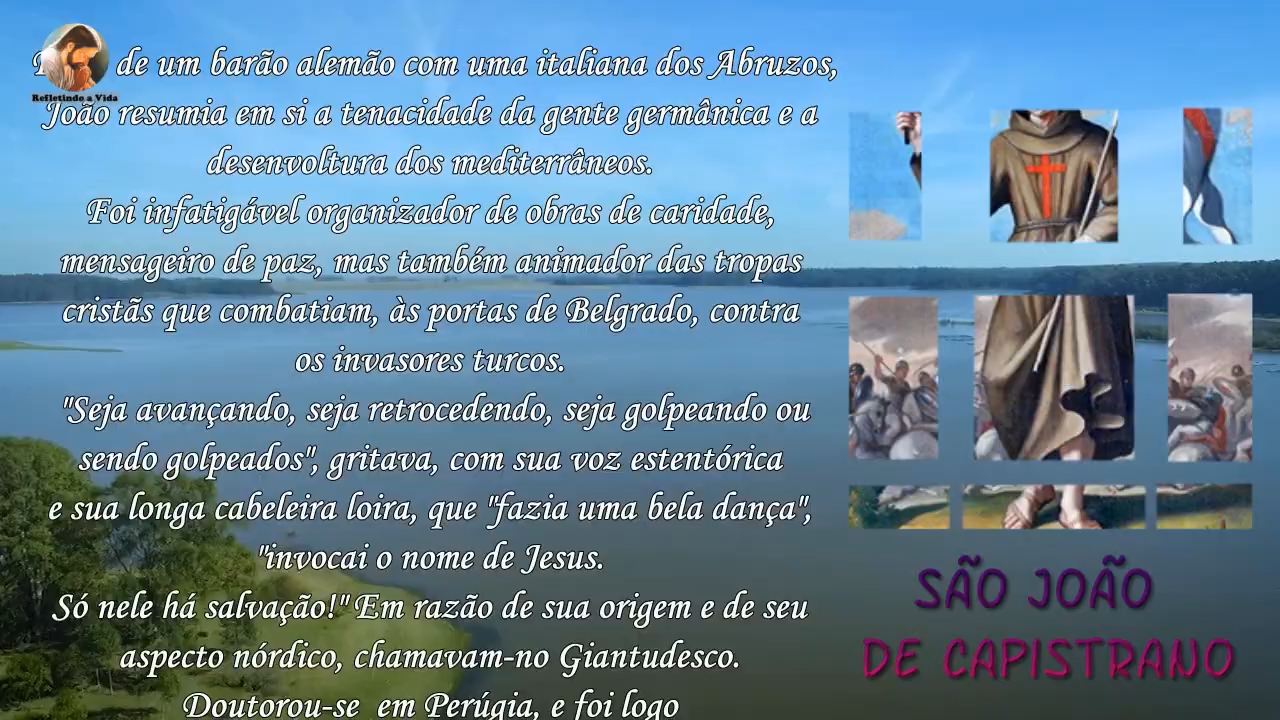 de um barão alemão com uma italiana dos Abruzos,
Refletindo a Vida
João resumia em si a tenacidade da gente germânica e a
desenvoltura dos mediterrâneos.
Foi infatigável organizador de obras de caridade,
mensageiro de paz, mas também animador das tropas
cristãs que combatiam, às portas de Belgrado, contra
os invasores turcos.
"Seja avançando, seja retrocedendo, seja golpeando ou
sendo golpeados", gritava, com sua voz estentórica
e sua longa cabeleira loira, que "fazia uma bela dança",
"invocai o nome de Jesus.
Só nele há salvação!" Em razão de sua origem e de seu
aspecto nórdico, chamavam-no Giantudesco.
Doutorou-se em Perúgia, e foi logo
SÃO JOÃO
DE CAPISTRANO